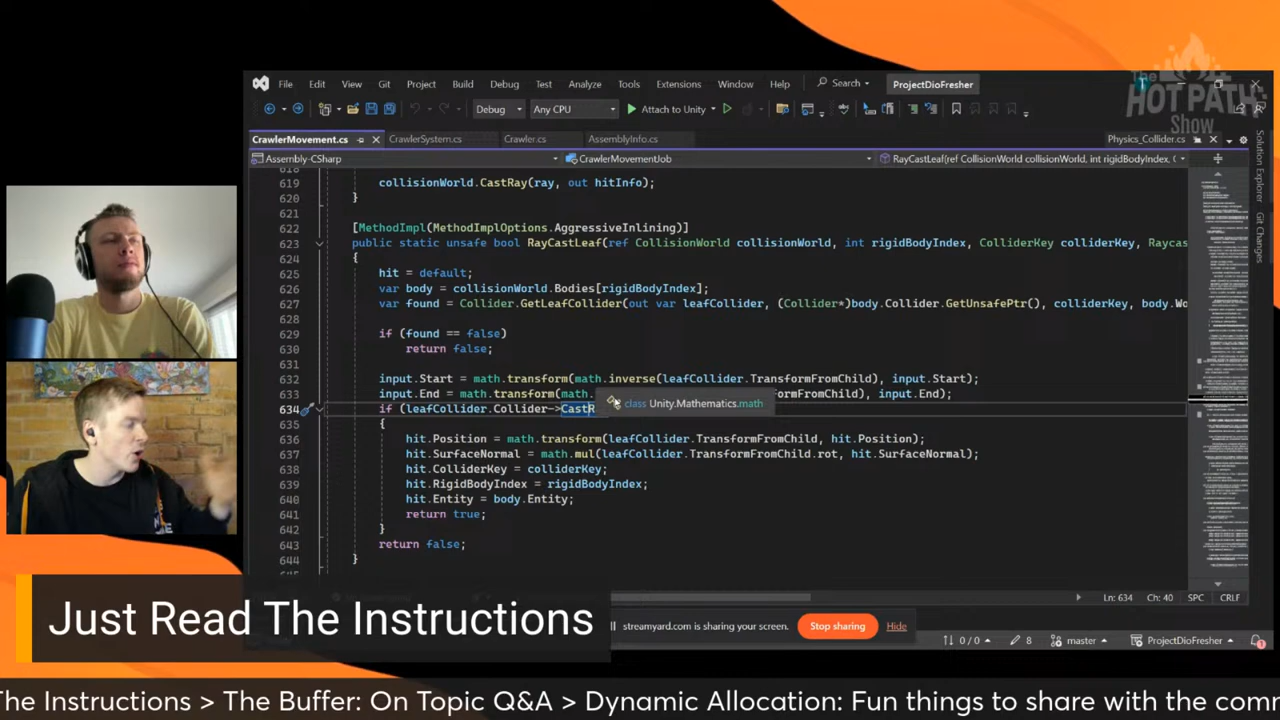 The
HOT PATH
Show
File Edit View Git Project Build Debug Test Analyze Tools Extensions Window Help Search ProjectDioFresher
Debug Any CPU Attach to Unity
CrawlerMovement.cs CrawlerSystem.cs Crawler.cs AssemblyInfo.cs Physics_Collider.cs
Assembly-CSharp CrawlerMovementJob RayCastLeaf(ref CollisionWorld collisionWorld, int rigidBodyIndex,
Solution Explorer
Git Changes
618
619 collisionWorld.CastRay(ray, out hitInfo);
620 }
621
622 [MethodImpl(MethodImplOptions.AggressiveInlining)]
623 public static unsafe bool RayCastLeaf(ref CollisionWorld collisionWorld, int rigidBodyIndex, ColliderKey colliderKey, Raycas
624 {
625 hit = default;
626 var body = collisionWorld.Bodies[rigidBodyIndex];
627 var found = Collider.GetLeafCollider(out var leafCollider, (Collider*)body.Collider.GetUnsafePtr(), colliderKey, body.Wo
628
629 if (found == false)
630 return false;
631
632 input.Start = math.transform(math.inverse(leafCollider.TransformFromChild), input.Start);
633 input.End = math.transform(math. omChild), input.End);
634 if (leafCollider. >CastR
class Unity.Mathematics.math
635 {
636 hit.Position = math.transform(leafCollider.TransformFromChild, hit.Position);
637 hit.SurfaceNormal = math.mul(leafCollider.TransformFromChild.rot, hit.SurfaceNormal);
638 hit.ColliderKey = colliderKey;
639 hit.RigidBodyIndex = rigidBodyIndex;
640 hit.Entity = body.Entity;
641 return true;
642 }
643 return false;
644
Ln: 634 Ch: 40 SPC CRLF
Just Read The Instructions
streamyard.com is sharing your screen. Stop sharing Hide
0 / 0 8 master ProjectDioFresher 1
The Instructions > The Buffer: On Topic Q&A > Dynamic Allocation: Fun things to share with the comm